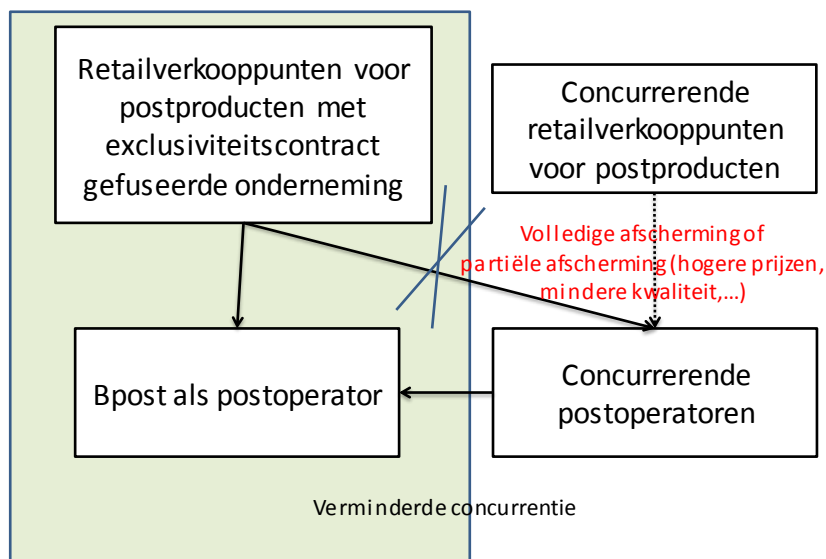 Retailverkooppunten voor
postproducten met
exclusiviteitscontract
gefuseerde onderneming
Concurrerende
retailverkooppunten
voor postproducten
Volledige afscherming of
partiële afscherming (hogere prijzen,
mindere kwaliteit,...)
Bpost als postoperator
Concurrerende
postoperatoren
Verminderde concurrentie